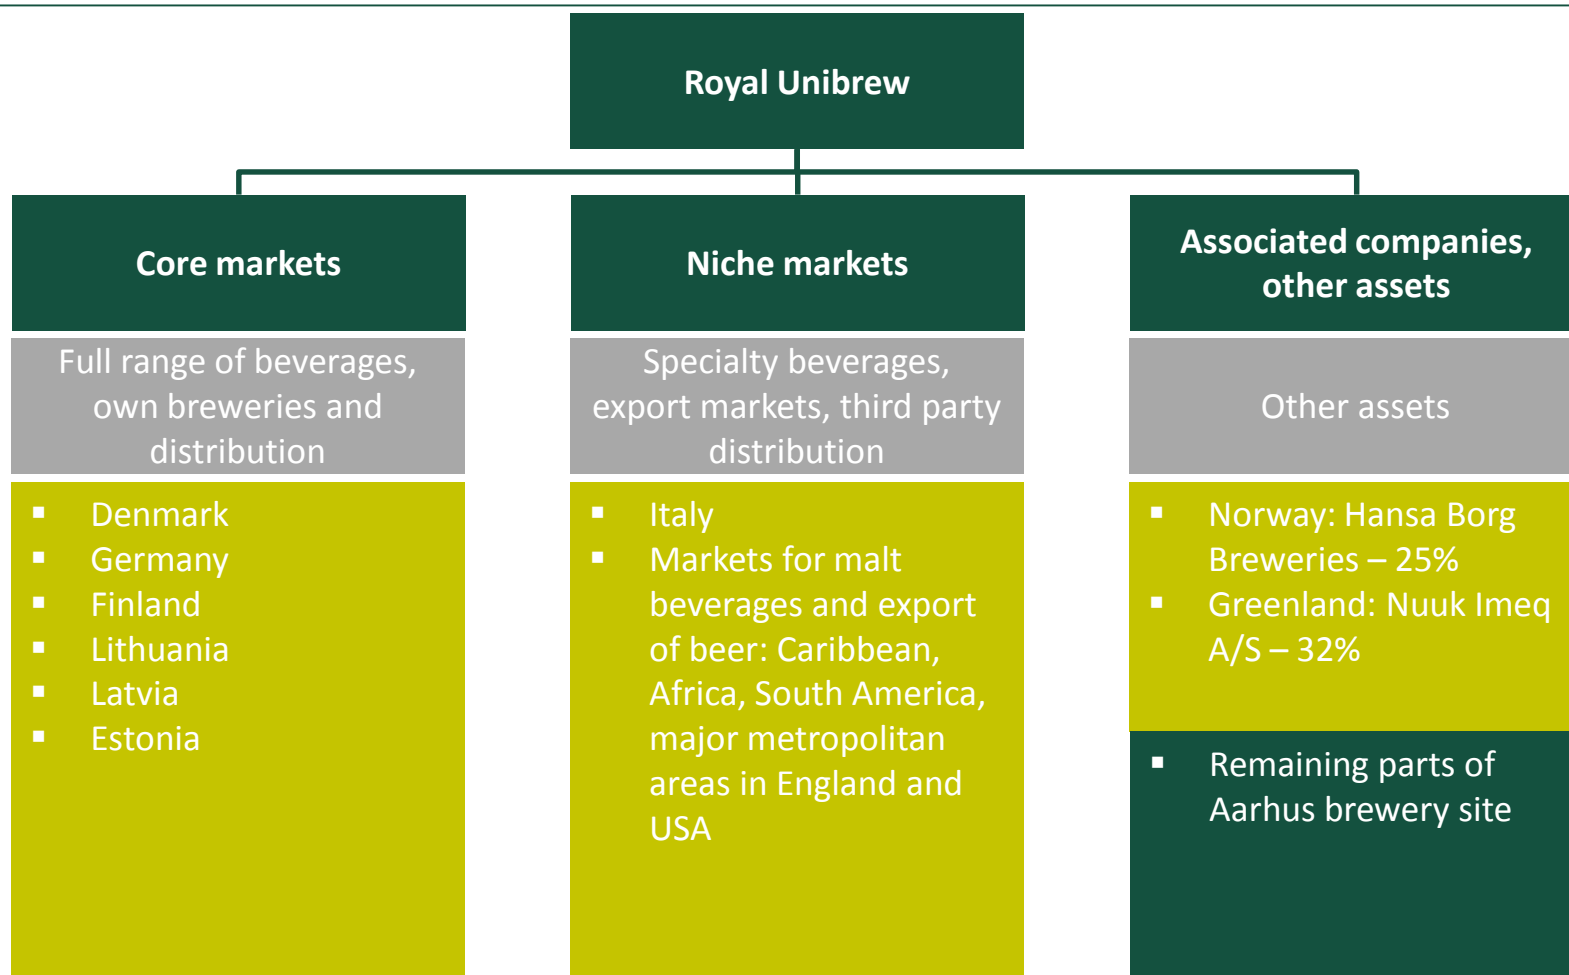 Royal Unibrew
Core markets
Full range of beverages,
own breweries and
distribution
▪ Denmark
▪ Germany
▪ Finland
▪ Lithuania
▪ Latvia
▪ Estonia
Niche markets
Specialty beverages,
export markets, third party
distribution
▪ Italy
▪ Markets for malt
beverages and export
of beer: Caribbean,
Africa, South America,
major metropolitan
areas in England and
USA
Associated companies,
other assets
Other assets
▪ Norway: Hansa Borg
Breweries – 25%
▪ Greenland: Nuuk Imeq
A/S – 32%
▪ Remaining parts of
Aarhus brewery site